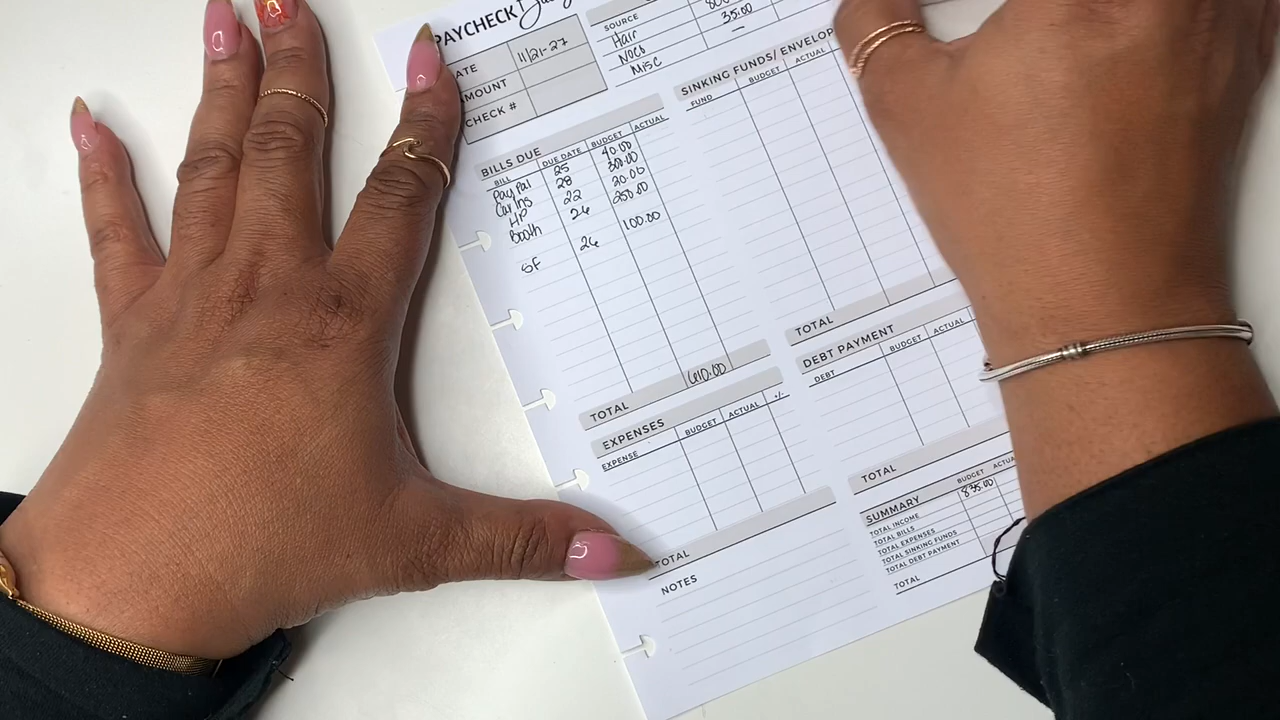 PAYCHECK
DATE 11/21-27
AMOUNT
CHECK #
SOURCE
Hair
Nocs 35.00
Misc —
BILLS DUE
BILL DUE DATE BUDGET ACTUAL
Pay pal 25 40.00
Car Ins 28 300.00
HP 22 20.00
Booth 26 250.00
SF 26 100.00
TOTAL 610.00
EXPENSES
EXPENSE BUDGET ACTUAL +/-
TOTAL
NOTES
SINKING FUNDS/ ENVELOP
FUND BUDGET ACTUAL
TOTAL
DEBT PAYMENT
DEBT BUDGET ACTUAL
TOTAL
SUMMARY BUDGET ACTUA
TOTAL INCOME 835.00
TOTAL BILLS
TOTAL EXPENSES
TOTAL SINKING FUNDS
TOTAL DEBT PAYMENT
TOTAL